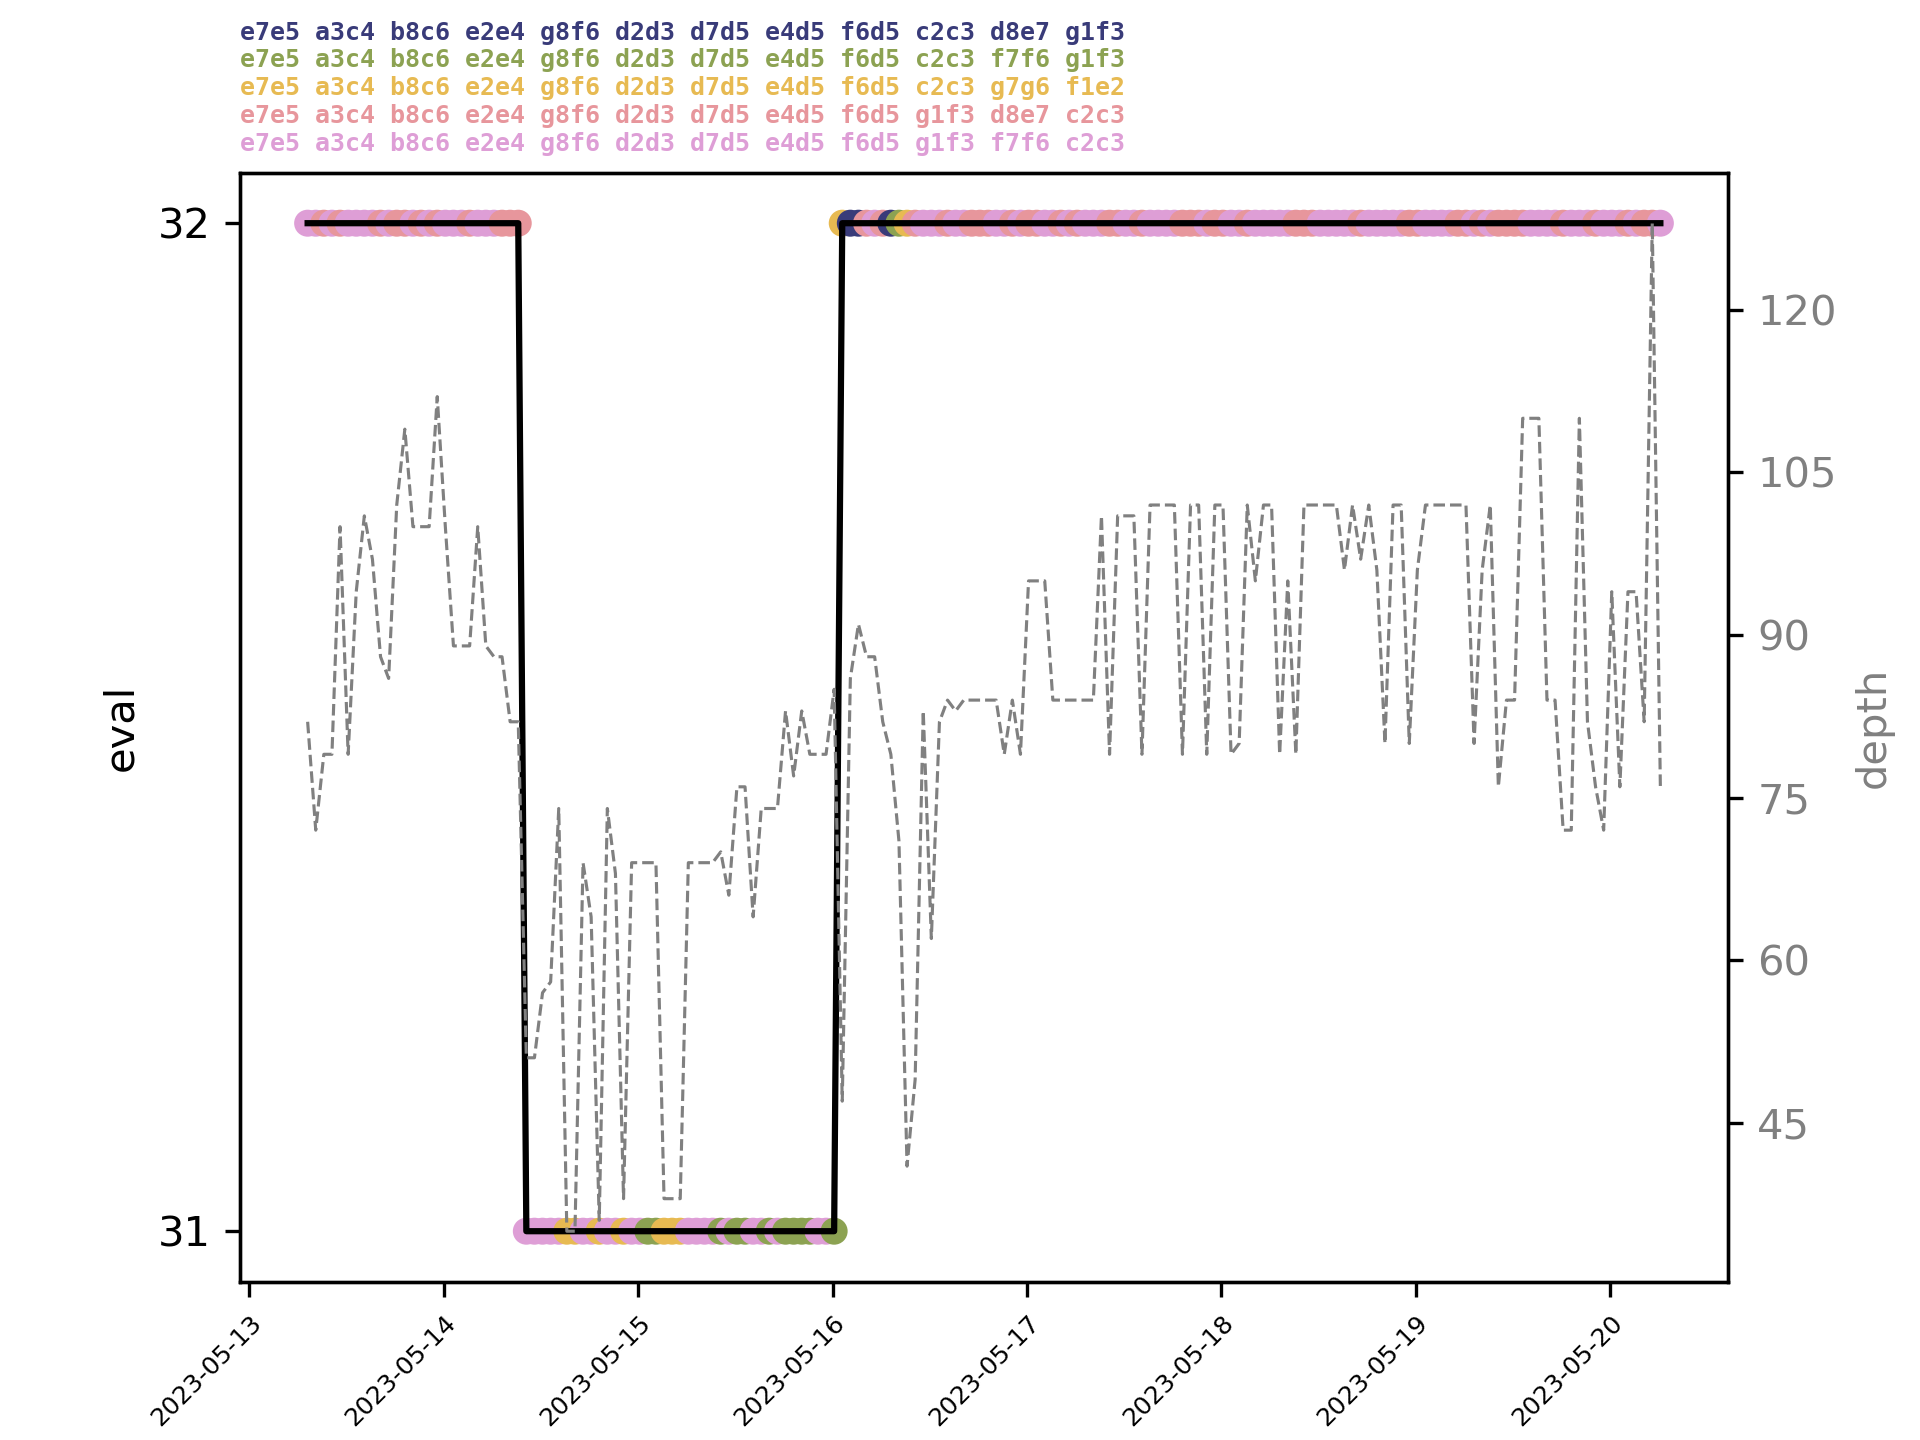 e7e5 a3c4 b8c6 e2e4 g8f6 d2d3 d7d5 e4d5 f6d5 c2c3 d8e7 g1f3
e7e5 a3c4 b8c6 e2e4 g8f6 d2d3 d7d5 e4d5 f6d5 c2c3 f7f6 g1f3
e7e5 a3c4 b8c6 e2e4 g8f6 d2d3 d7d5 e4d5 f6d5 c2c3 g7g6 f1e2
e7e5 a3c4 b8c6 e2e4 g8f6 d2d3 d7d5 e4d5 f6d5 g1f3 d8e7 c2c3
e7e5 a3c4 b8c6 e2e4 g8f6 d2d3 d7d5 e4d5 f6d5 g1f3 f7f6 c2c3
32
31
eval
120
105
90
75
60
45
depth
2023-05-13
2023-05-14
2023-05-15
2023-05-16
2023-05-17
2023-05-18
2023-05-19
2023-05-20